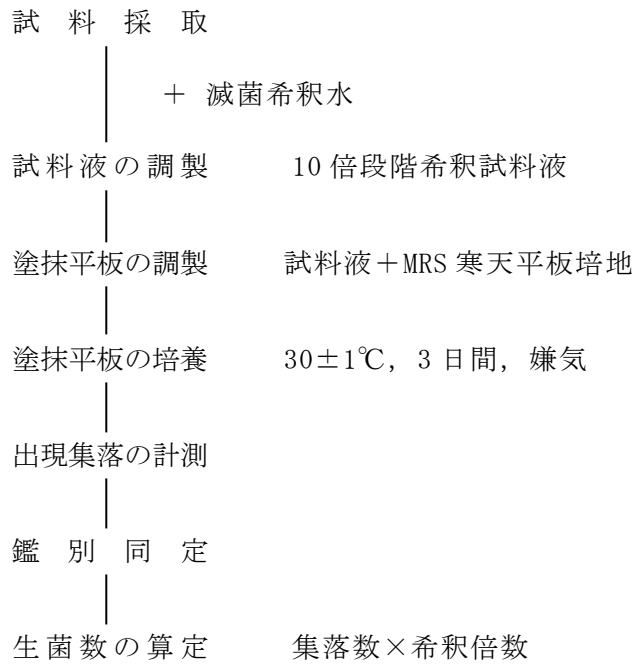 試料採取
＋ 滅菌希釈水
試料液の調製 10倍段階希釈試料液
塗抹平板の調製 試料液＋MRS寒天平板培地
塗抹平板の培養 30±1℃, 3日間, 嫌気
出現集落の計測
鑑別同定
生菌数の算定 集落数×希釈倍数